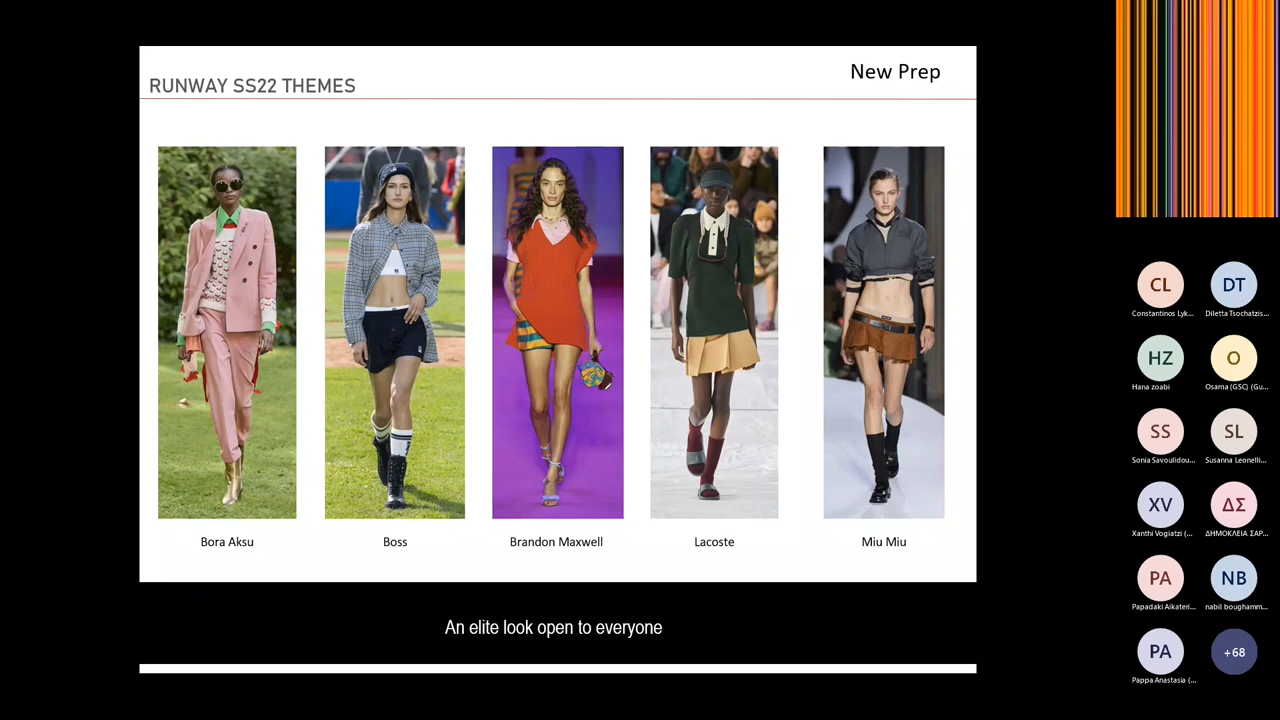 RUNWAY SS22 THEMES
New Prep
Bora Aksu
Boss
Brandon Maxwell
Lacoste
Miu Miu
An elite look open to everyone
CL
DT
Constantinos Lyk...
Diletta Tsochatzis...
HZ
O
Hana zoabi
Osama (GSC) (Gu...
SS
SL
Sonia Savoulidou...
Susanna Leonelli...
XV
ΔΣ
Xanthi Vogiatzi (...
ΔΗΜΟΚΛΕΙΑ ΣΑΡ...
PA
NB
Papadaki Aikateri...
nabil boughamm...
PA
+68
Pappa Anastasia (...